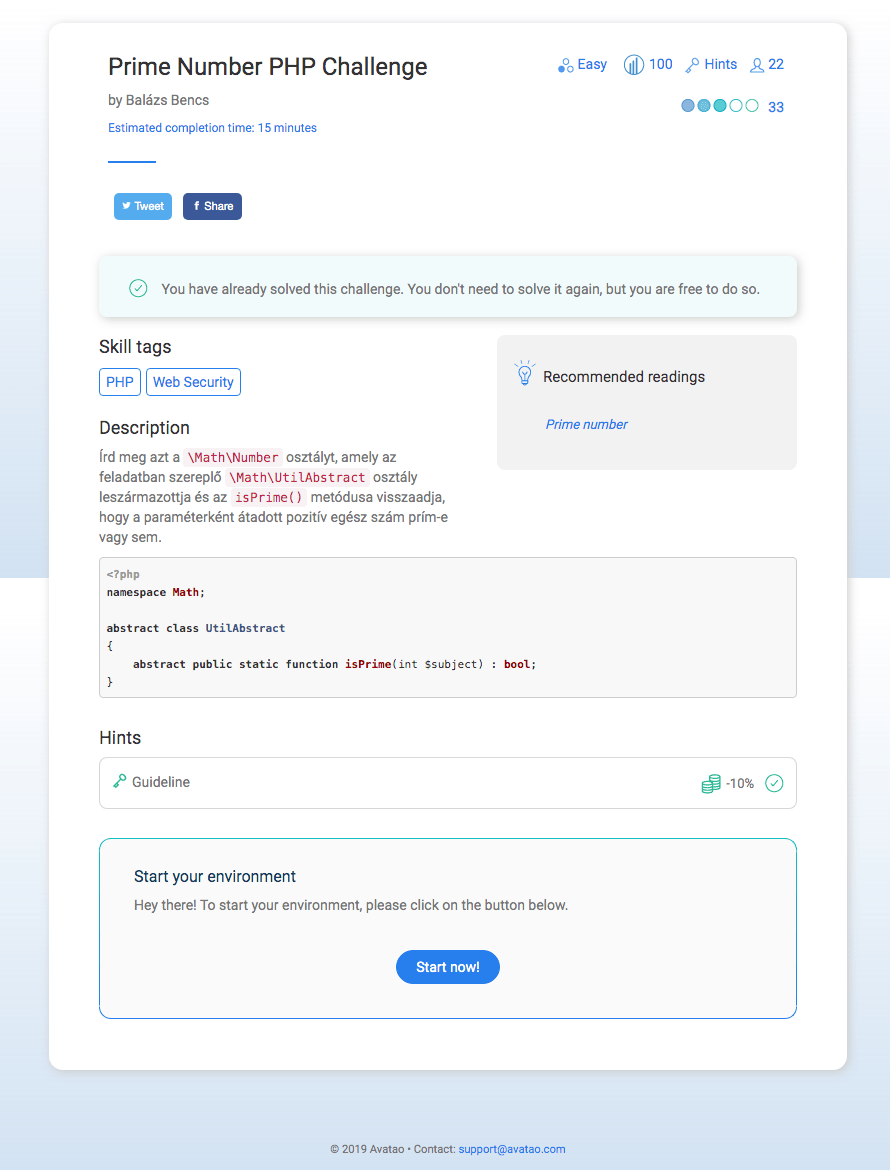 Prime Number PHP Challenge
Easy 100 Hints 22
by Balázs Bencs
33
Estimated completion time: 15 minutes
Tweet Share
You have already solved this challenge. You don't need to solve it again, but you are free to do so.
Skill tags
PHP Web Security
Recommended readings
Prime number
Description
Írd meg azt a \Math\Number osztályt, amely az
feladatban szereplő \Math\UtilAbstract osztály
leszármazottja és az isPrime() metódusa visszaadja,
hogy a paraméterként átadott pozitív egész szám prím-e
vagy sem.
<?php
namespace Math;
abstract class UtilAbstract
{
    abstract public static function isPrime(int $subject) : bool;
}
Hints
Guideline -10%
Start your environment
Hey there! To start your environment, please click on the button below.
Start now!
© 2019 Avatao • Contact: support@avatao.com